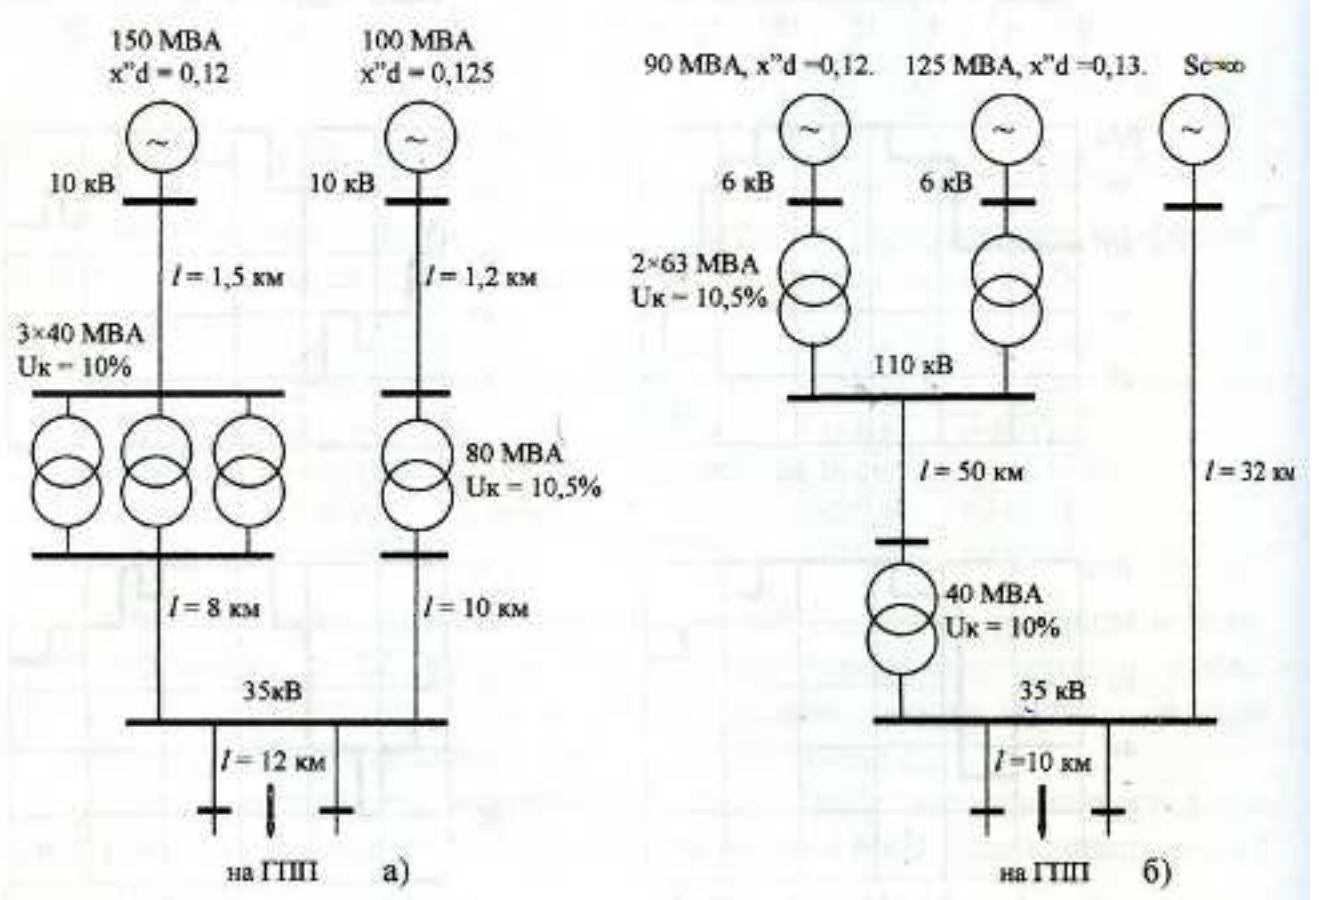 150 МВА
x”d = 0,12
100 МВА
x”d = 0,125
~
~
10 кВ
10 кВ
l = 1,5 км
l = 1,2 км
3×40 МВА
Uк = 10%
80 МВА
Uк = 10,5%
l = 8 км
l = 10 км
35кВ
l = 12 км
на ГПП
а)
90 МВА, x”d =0,12.
125 МВА, x”d =0,13.
Sc=∞
~
~
~
6 кВ
6 кВ
2×63 МВА
Uк = 10,5%
110 кВ
l = 50 км
l = 32 км
40 МВА
Uк = 10%
35 кВ
l =10 км
на ГПП
б)